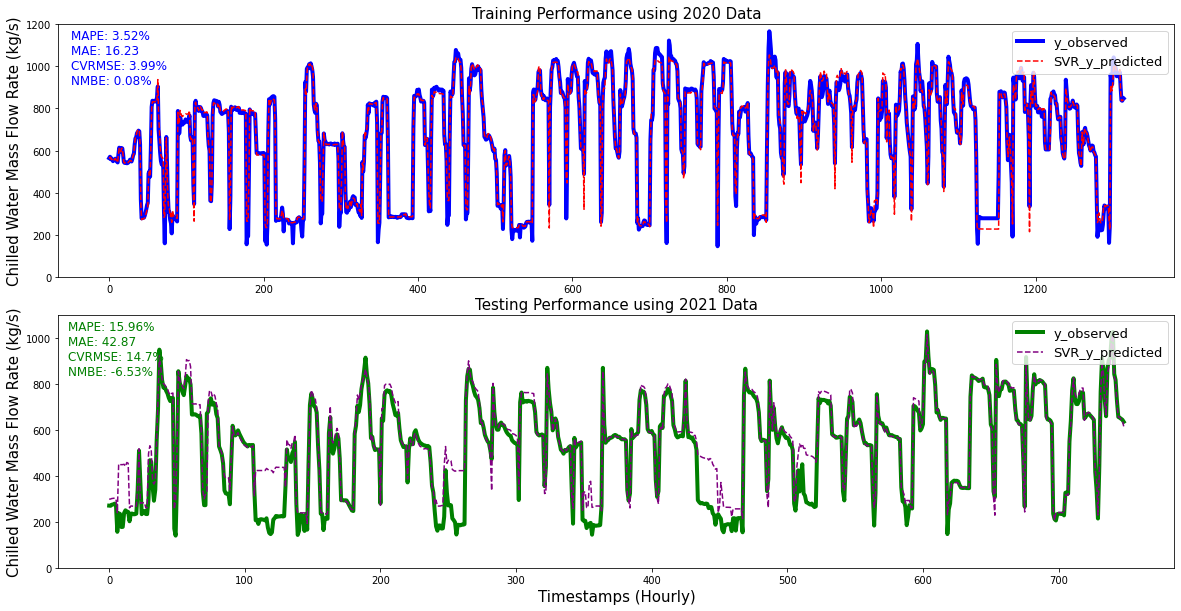 Training Performance using 2020 Data
Chilled Water Mass Flow Rate (kg/s)
1200
1000
800
600
400
200
0
MAPE: 3.52%
MAE: 16.23
CVRMSE: 3.99%
NMBE: 0.08%
y_observed
SVR_y_predicted
0 200 400 600 800 1000 1200
Testing Performance using 2021 Data
Chilled Water Mass Flow Rate (kg/s)
1000
800
600
400
200
0
MAPE: 15.96%
MAE: 42.87
CVRMSE: 14.7%
NMBE: -6.53%
y_observed
SVR_y_predicted
0 100 200 300 400 500 600 700
Timestamps (Hourly)